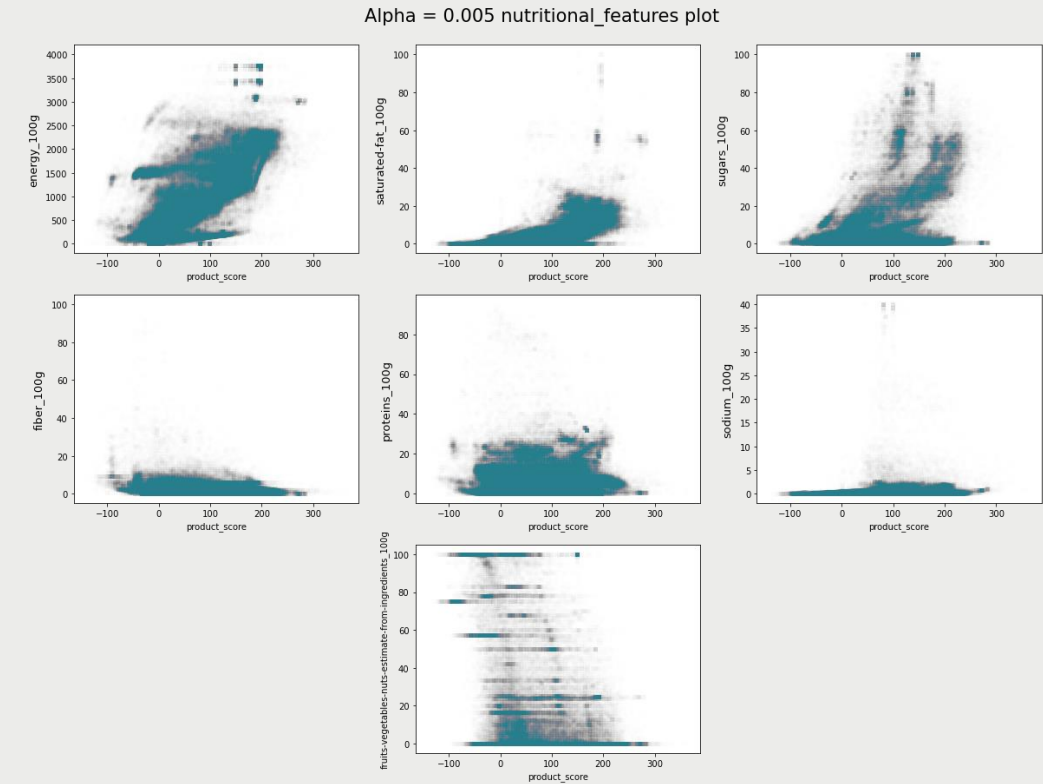 Alpha = 0.005 nutritional_features plot
energy_100g
4000
3500
3000
2500
2000
1500
1000
500
0
−100 0 100 200 300
product_score
saturated-fat_100g
100
80
60
40
20
0
−100 0 100 200 300
product_score
sugars_100g
100
80
60
40
20
0
−100 0 100 200 300
product_score
fiber_100g
100
80
60
40
20
0
−100 0 100 200 300
product_score
proteins_100g
80
60
40
20
0
−100 0 100 200 300
product_score
sodium_100g
40
35
30
25
20
15
10
5
0
−100 0 100 200 300
product_score
fruits-vegetables-nuts-estimate-from-ingredients_100g
100
80
60
40
20
0
−100 0 100 200 300
product_score